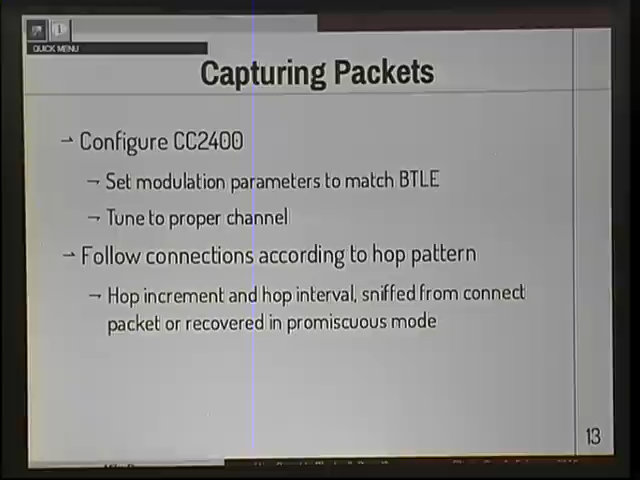 QUICK MENU
Capturing Packets
→ Configure CC2400
→ Set modulation parameters to match BTLE
→ Tune to proper channel
→ Follow connections according to hop pattern
→ Hop increment and hop interval, sniffed from connect
packet or recovered in promiscuous mode
13